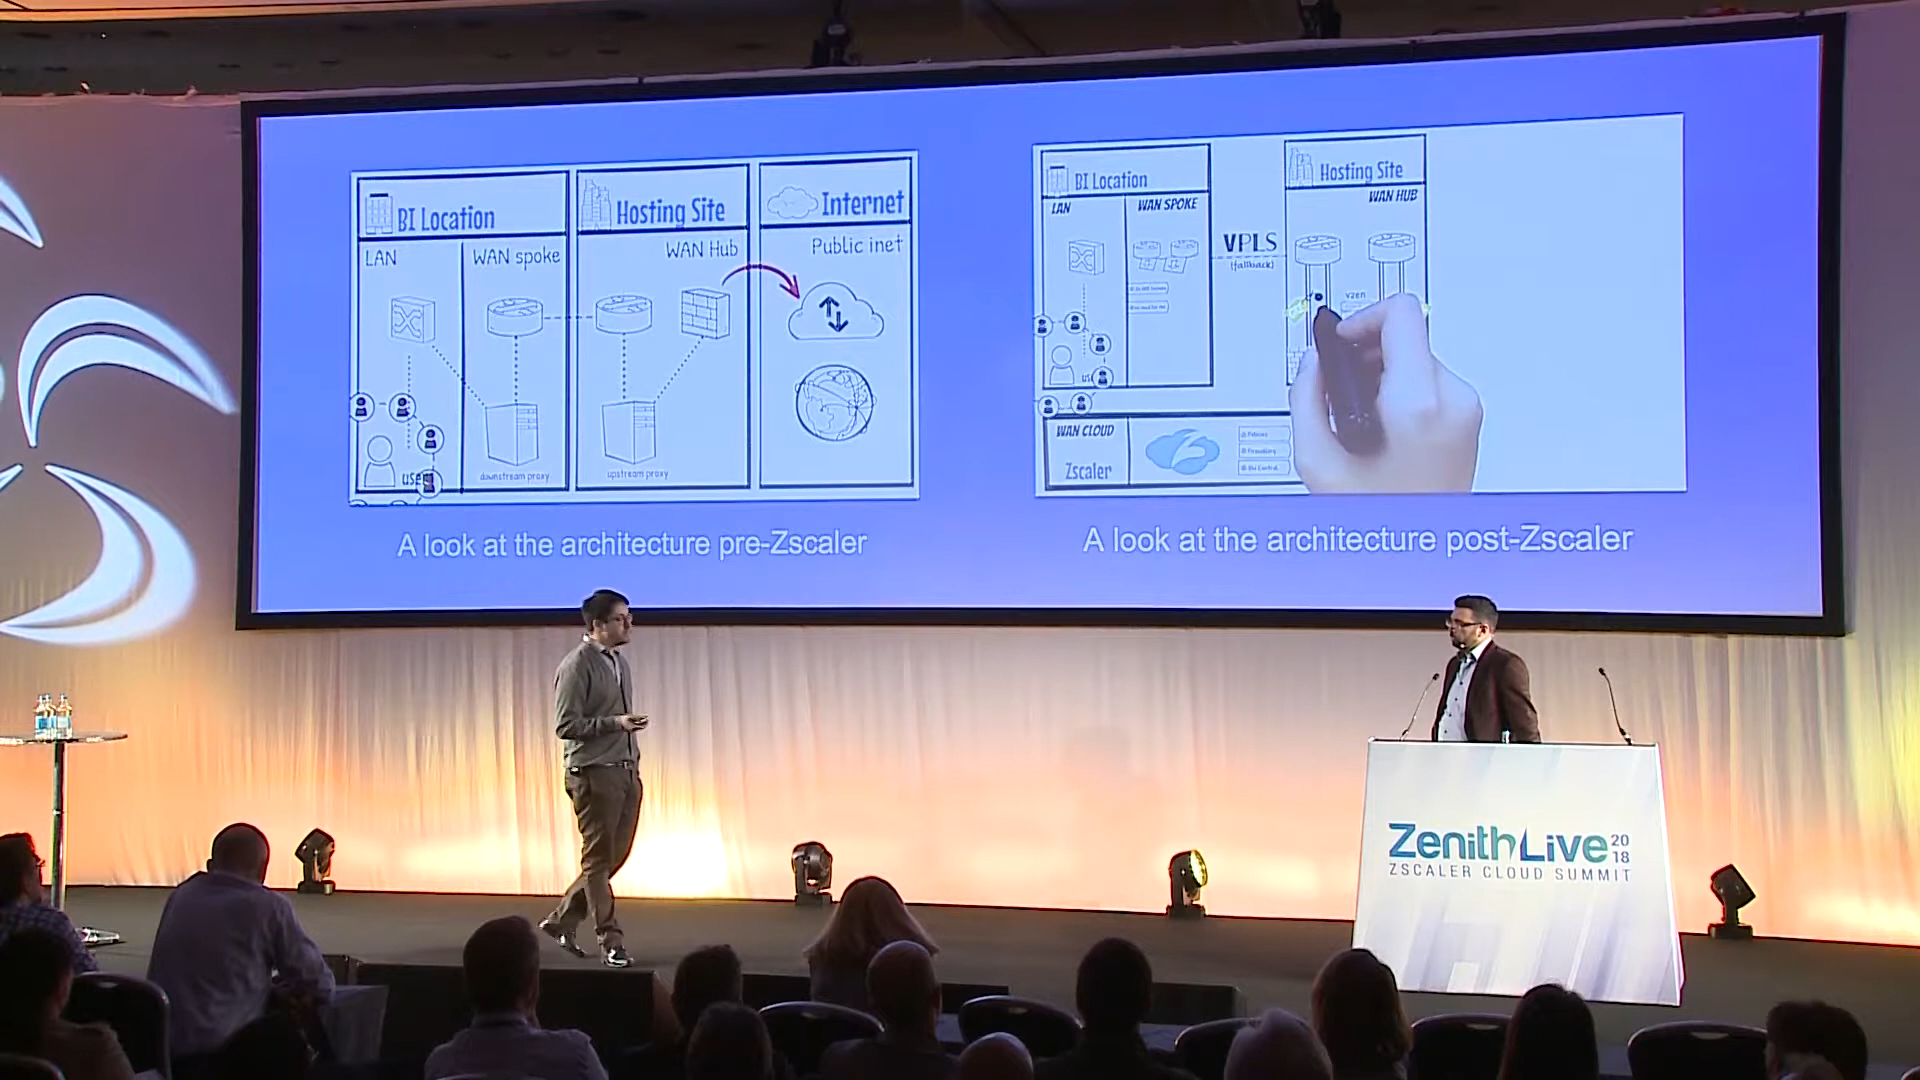 BI Location
Hosting Site
Internet
LAN
WAN spoke
WAN Hub
Public inet
downstream proxy
upstream proxy
A look at the architecture pre-Zscaler
BI Location
Hosting Site
LAN
WAN SPOKE
WAN HUB
VPLS
(fallback)
vzen
WAN CLOUD
Zscaler
A look at the architecture post-Zscaler
ZenithLive 20
18
ZSCALER CLOUD SUMMIT